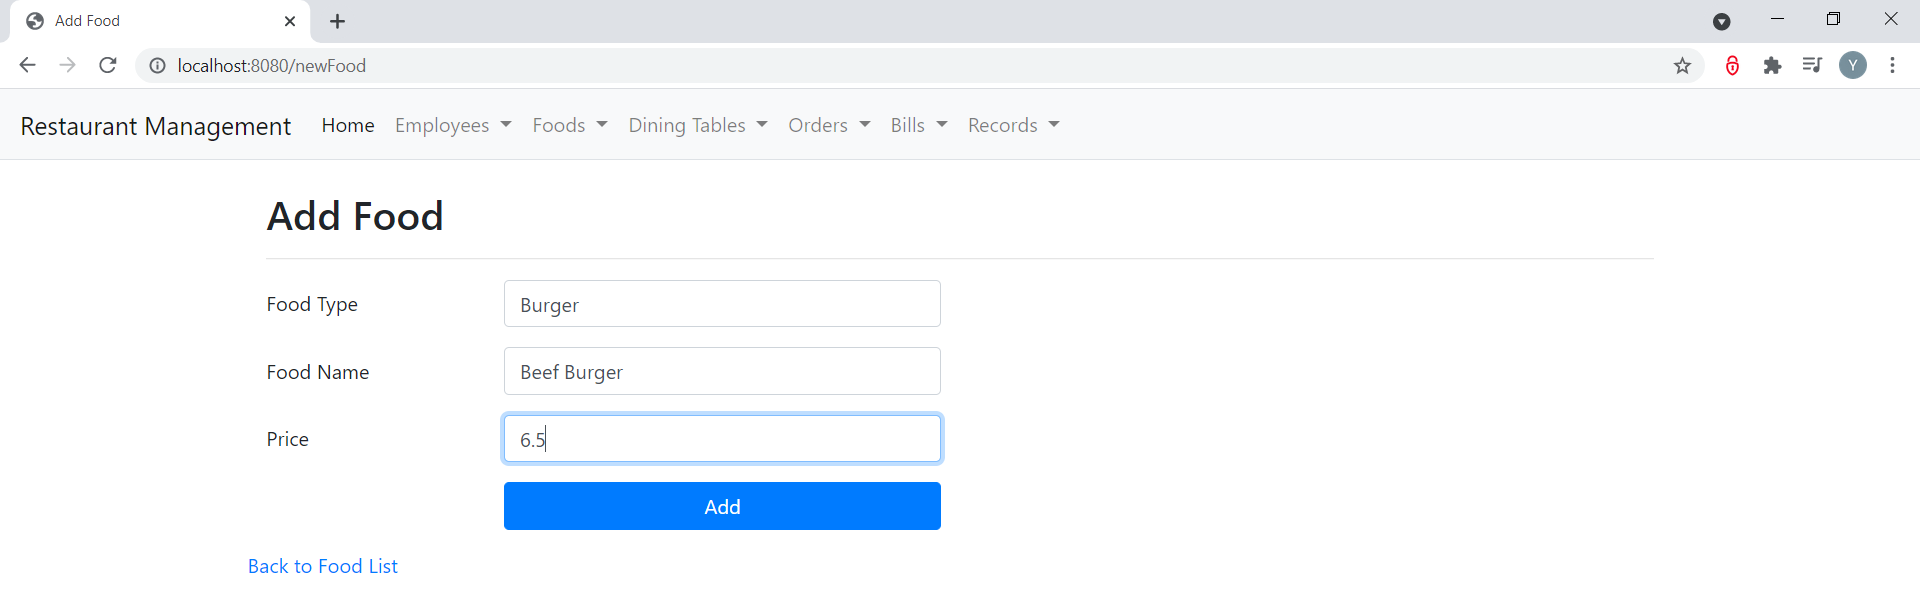 Add Food
localhost:8080/newFood
Y
Restaurant Management Home Employees Foods Dining Tables Orders Bills Records
Add Food
Food Type Burger
Food Name Beef Burger
Price 6.5
Add
Back to Food List